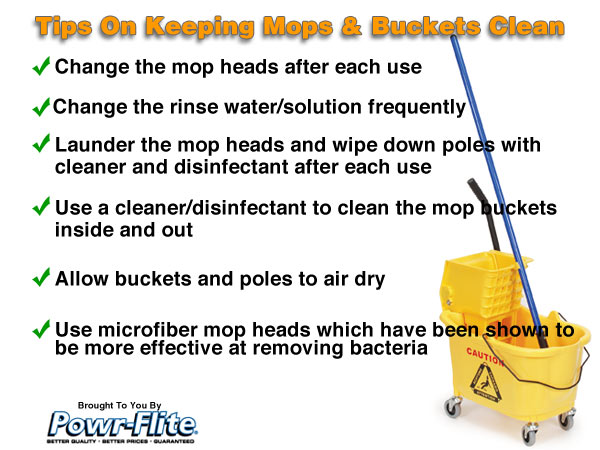 Tips On Keeping Mops & Buckets Clean
Change the mop heads after each use
Change the rinse water/solution frequently
Launder the mop heads and wipe down poles with
cleaner and disinfectant after each use
Use a cleaner/disinfectant to clean the mop buckets
inside and out
Allow buckets and poles to air dry
Use microfiber mop heads which have been shown to
be more effective at removing bacteria
CAUTION
Brought To You By
Powr-Flite®
BETTER QUALITY • BETTER PRICES • GUARANTEED